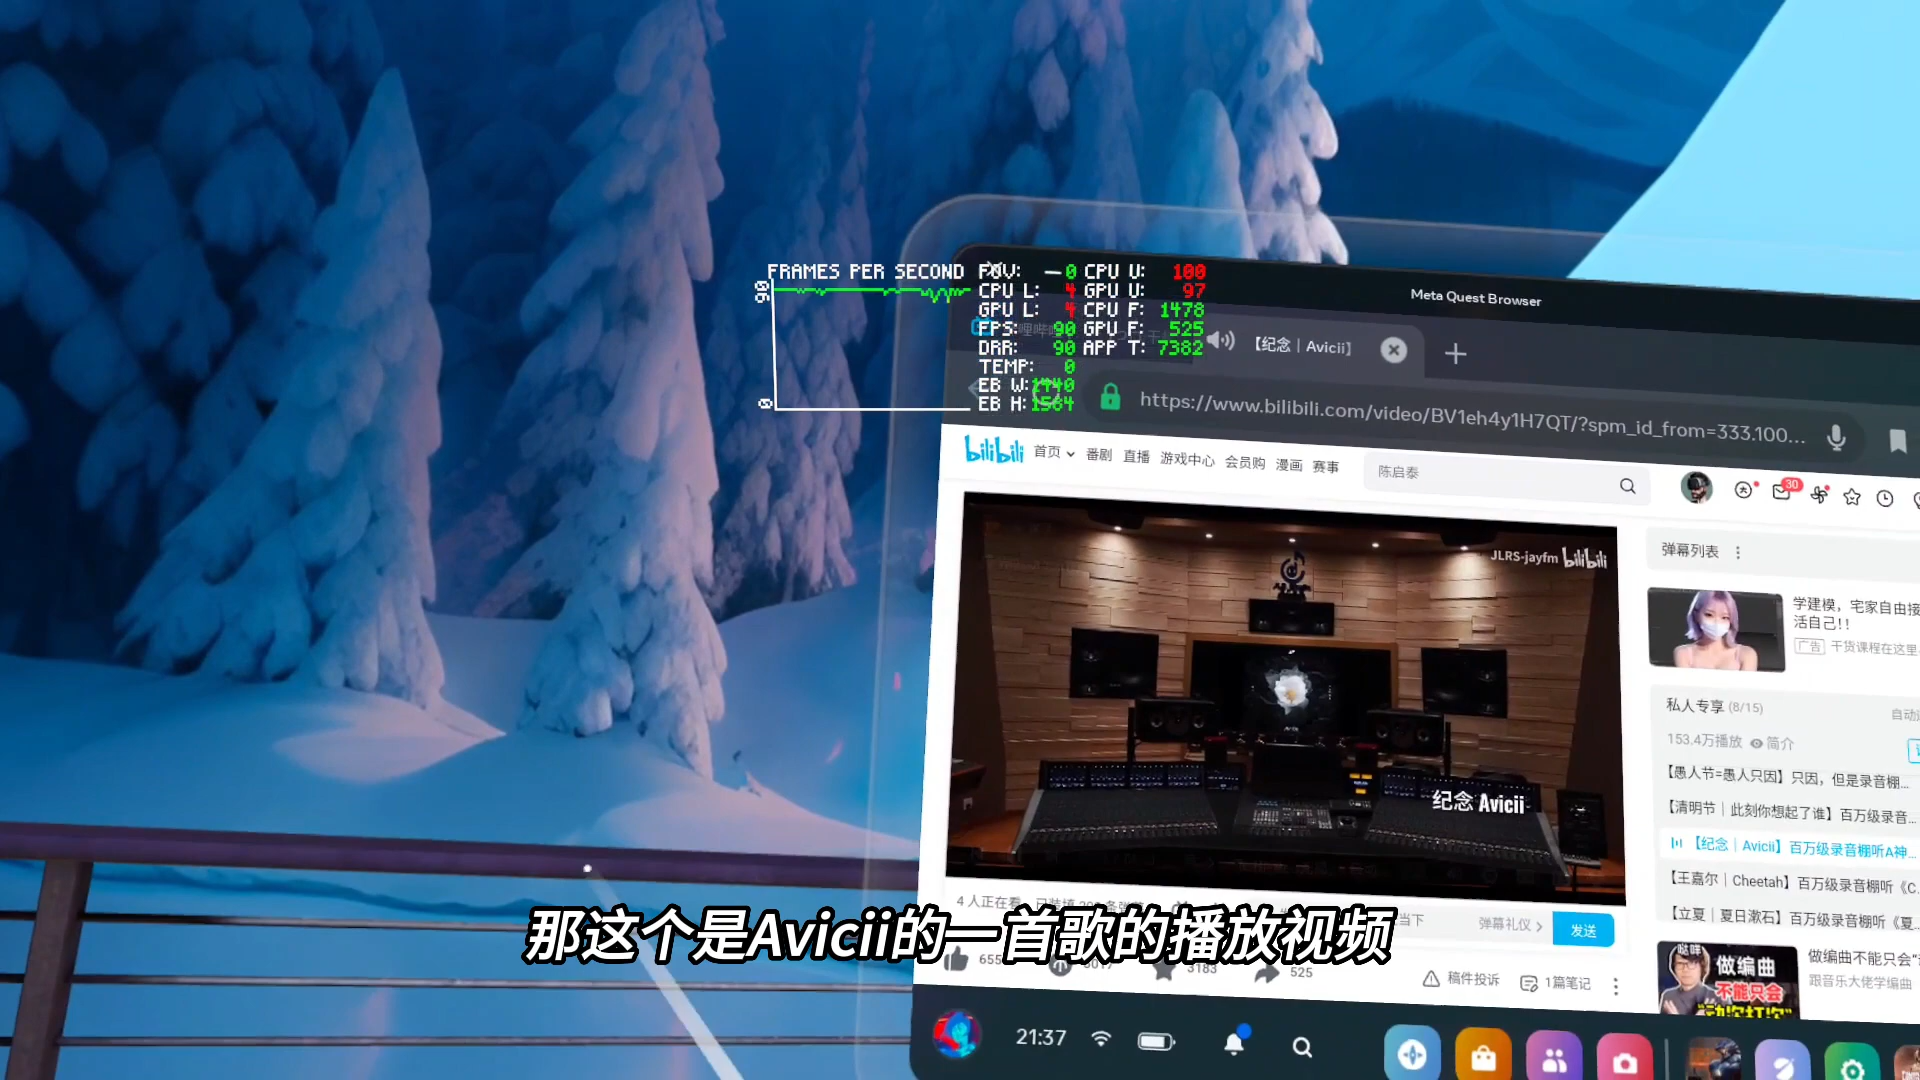 FRAMES PER SECOND
90
0
FOV: 0 CPU U: 100
CPU L: 4 GPU U: 97
GPU L: 4 CPU F: 1478
FPS: 90 GPU F: 525
DRR: 90 APP T: 7382
TEMP: 0
EB W: 1440
EB H: 1584
Meta Quest Browser
【纪念｜Avicii】
https://www.bilibili.com/video/BV1eh4y1H7QT/?spm_id_from=333.100...
bilibili 首页 番剧 直播 游戏中心 会员购 漫画 赛事
陈启泰
30
JLRS-jayfm bilibili
纪念 Avicii
弹幕列表
学建模，宅家自由接
活自己！！
广告 干货课程在这里
私人专享 (8/15)
153.4万播放 简介
【愚人节=愚人只因】只因，但是录音棚...
【清明节｜此刻你想起了谁】百万级录音...
【纪念｜Avicii】百万级录音棚听A神...
【王嘉尔｜Cheetah】百万级录音棚听《C...
【立夏｜夏日漱石】百万级录音棚听《夏...
4 人正在看
弹幕礼仪
发送
那这个是Avicii的一首歌的播放视频
655
3183
525
稿件投诉
1篇笔记
哒咩
做编曲
不能只会
"动次打次"
做编曲不能只会"
跟音乐大佬学编曲
21:37